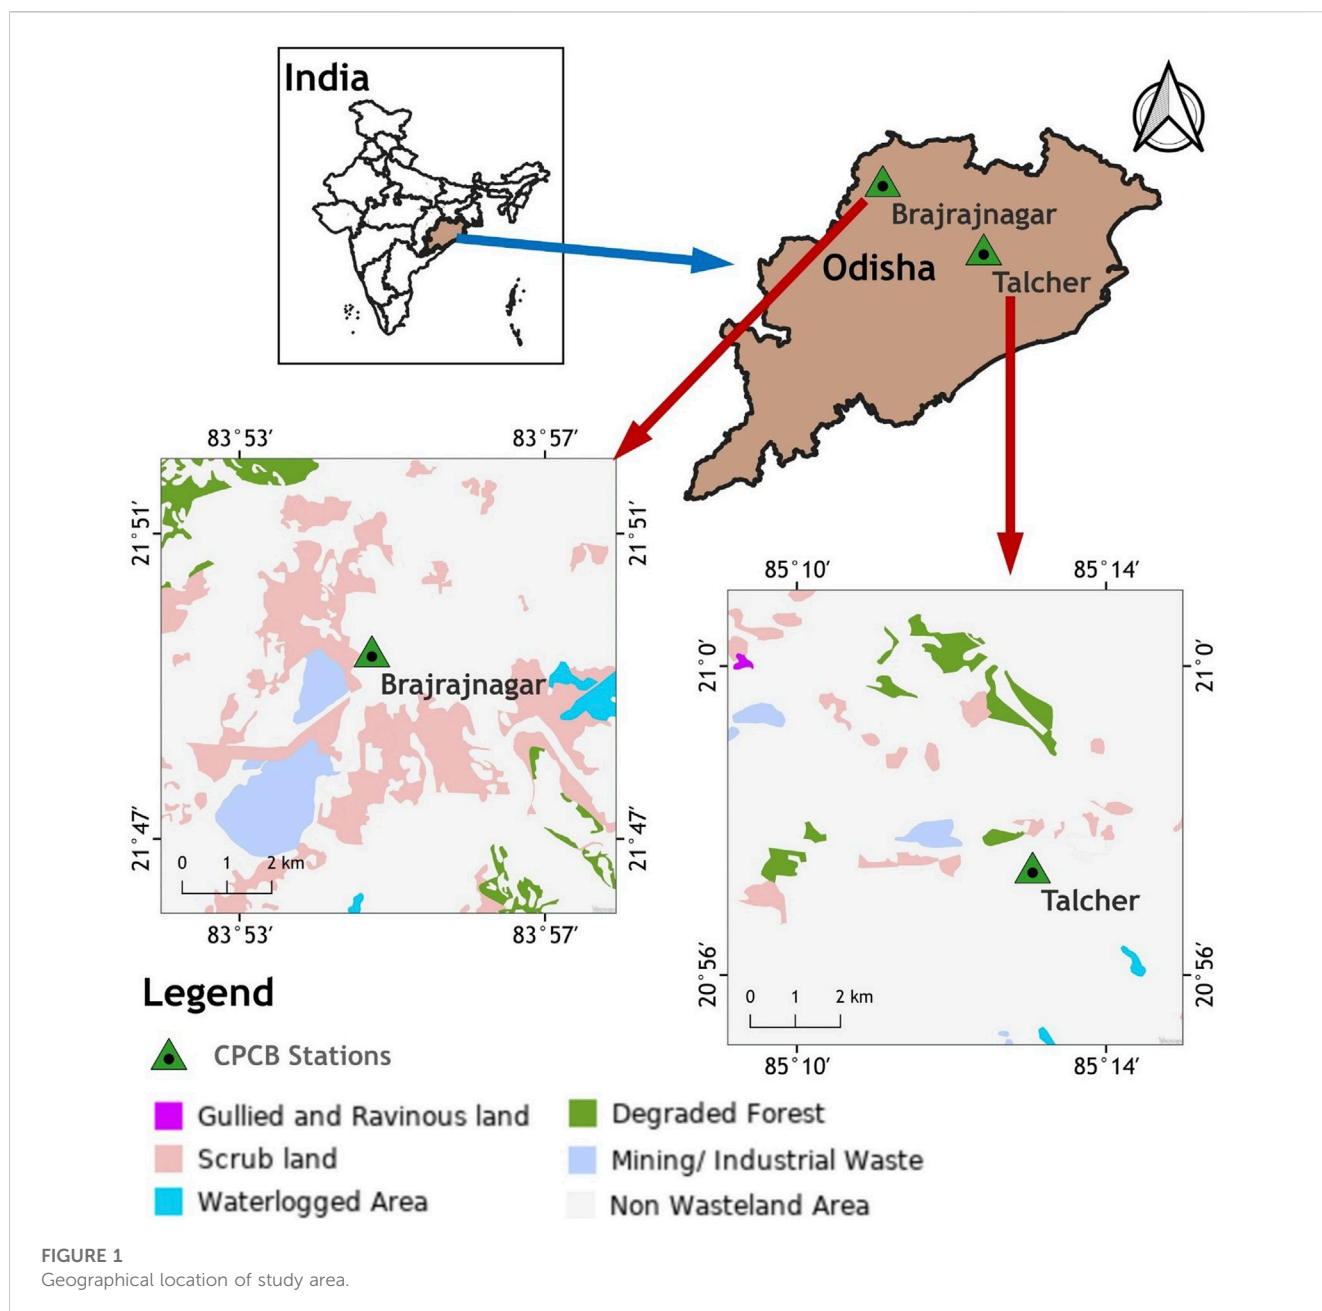 India
Brajrajnagar
Odisha
Talcher
83°53′
83°57′
21°51′
21°51′
Brajrajnagar
21°47′
21°47′
0 1 2 km
83°53′
83°57′
85°10′
85°14′
21°0′
21°0′
Talcher
20°56′
20°56′
0 1 2 km
85°10′
85°14′
Legend
CPCB Stations
Gullied and Ravinous land
Degraded Forest
Scrub land
Mining/ Industrial Waste
Waterlogged Area
Non Wasteland Area
FIGURE 1
Geographical location of study area.